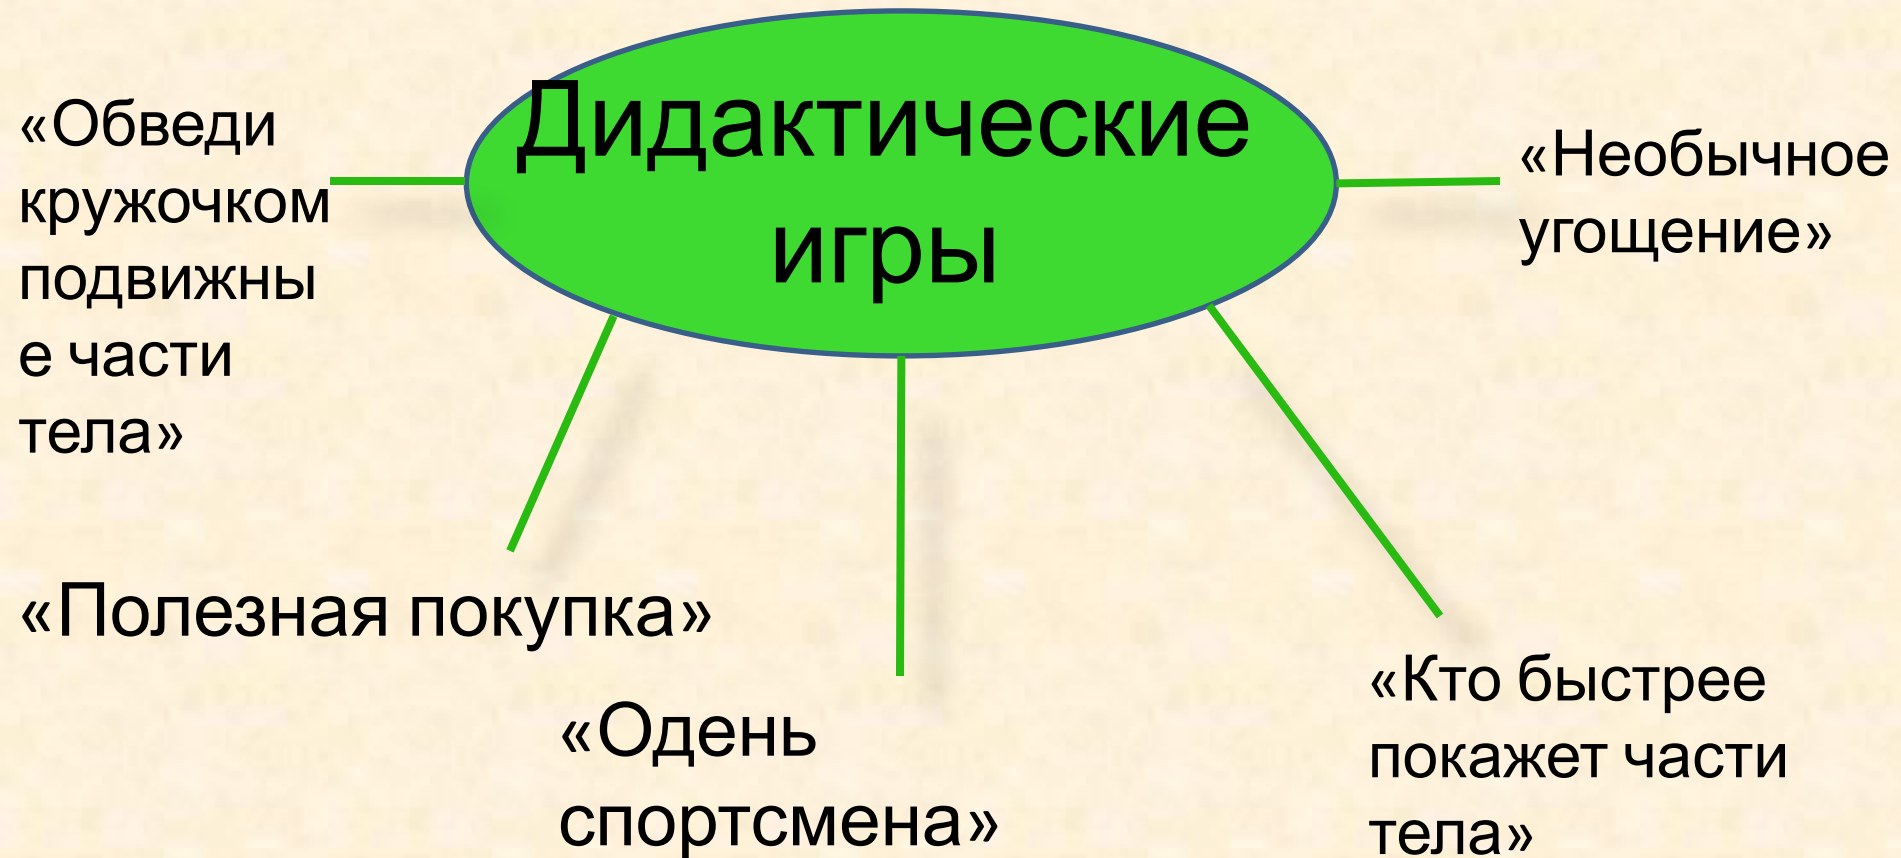 Дидактические
игры
«Обведи
кружочком
подвижны
е части
тела»
«Необычное
угощение»
«Полезная покупка»
«Одень
спортсмена»
«Кто быстрее
покажет части
тела»